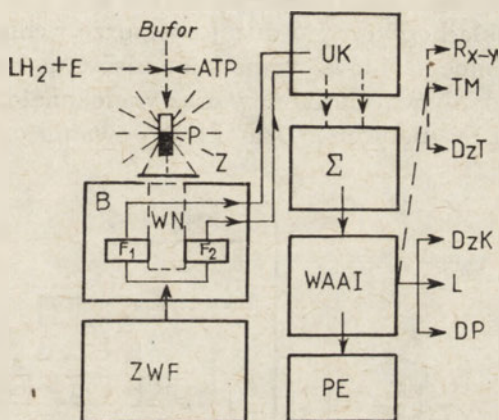 Bufor
LH₂+E
ATP
P
Z
B
WN
F₁
F₂
ZWF
UK
Σ
WAAI
PE
Rₓ₋ᵧ
TM
DzT
DzK
L
DP